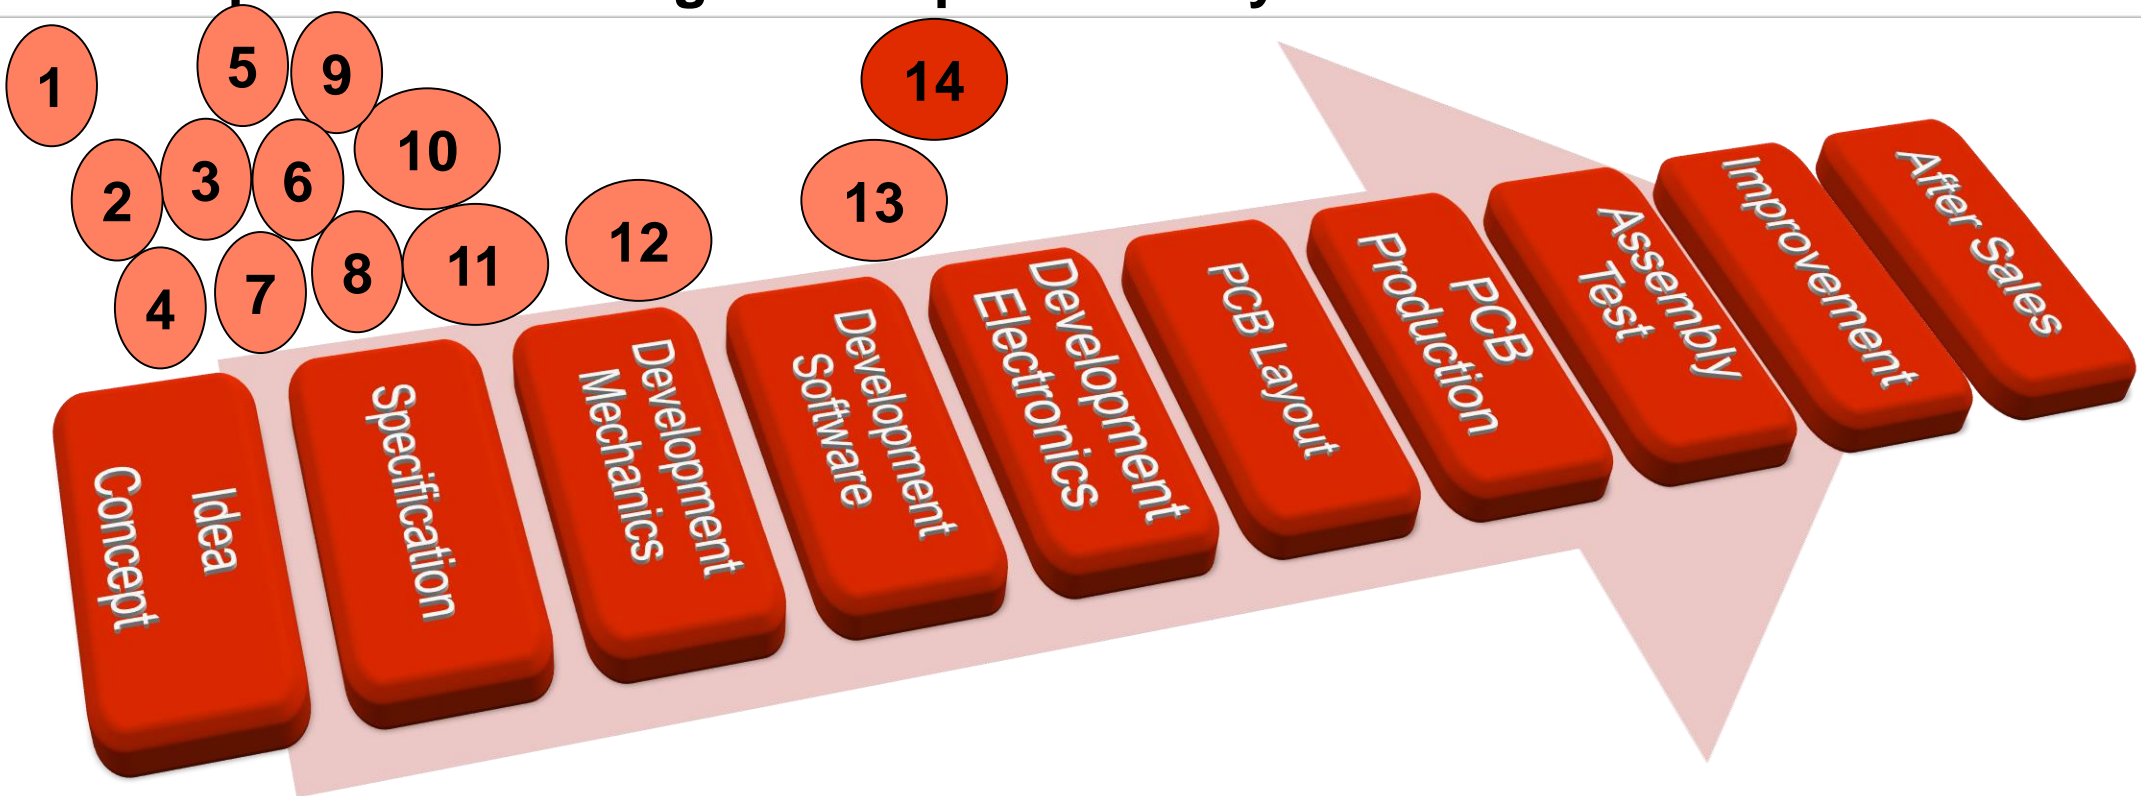 1
5
9
10
2
3
6
4
7
8
11
12
13
14
Idea
Concept
Specification
Development
Mechanics
Development
Software
Development
Electronics
PCB Layout
PCB
Production
Assembly
Test
Improvement
After Sales